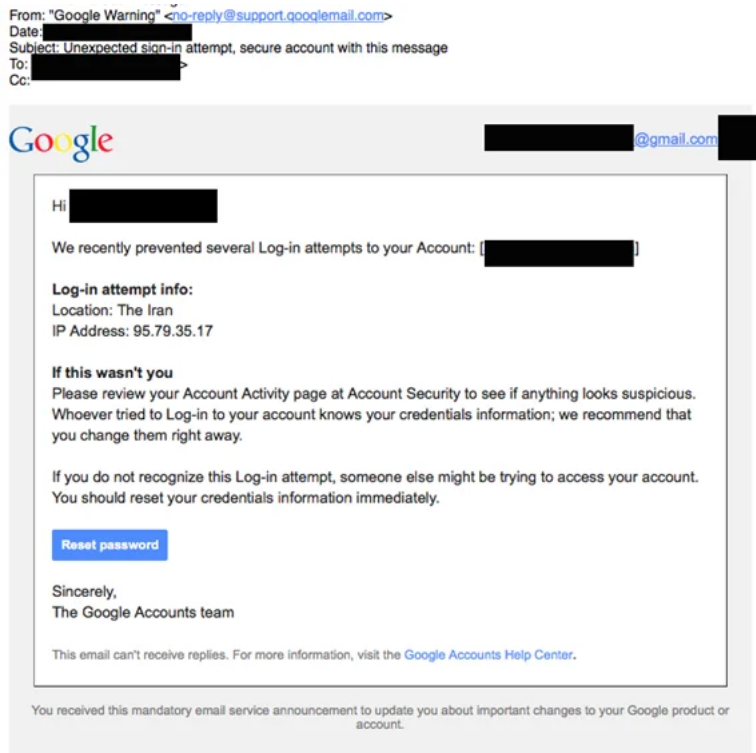 From: "Google Warning" <no-reply@support.qooqlemail.com>
Date:
Subject: Unexpected sign-in attempt, secure account with this message
To: >
Cc:
Google
@gmail.com
Hi
We recently prevented several Log-in attempts to your Account: [ ]
Log-in attempt info:
Location: The Iran
IP Address: 95.79.35.17
If this wasn't you
Please review your Account Activity page at Account Security to see if anything looks suspicious.
Whoever tried to Log-in to your account knows your credentials information; we recommend that
you change them right away.
If you do not recognize this Log-in attempt, someone else might be trying to access your account.
You should reset your credentials information immediately.
Reset password
Sincerely,
The Google Accounts team
This email can't receive replies. For more information, visit the Google Accounts Help Center.
You received this mandatory email service announcement to update you about important changes to your Google product or
account.